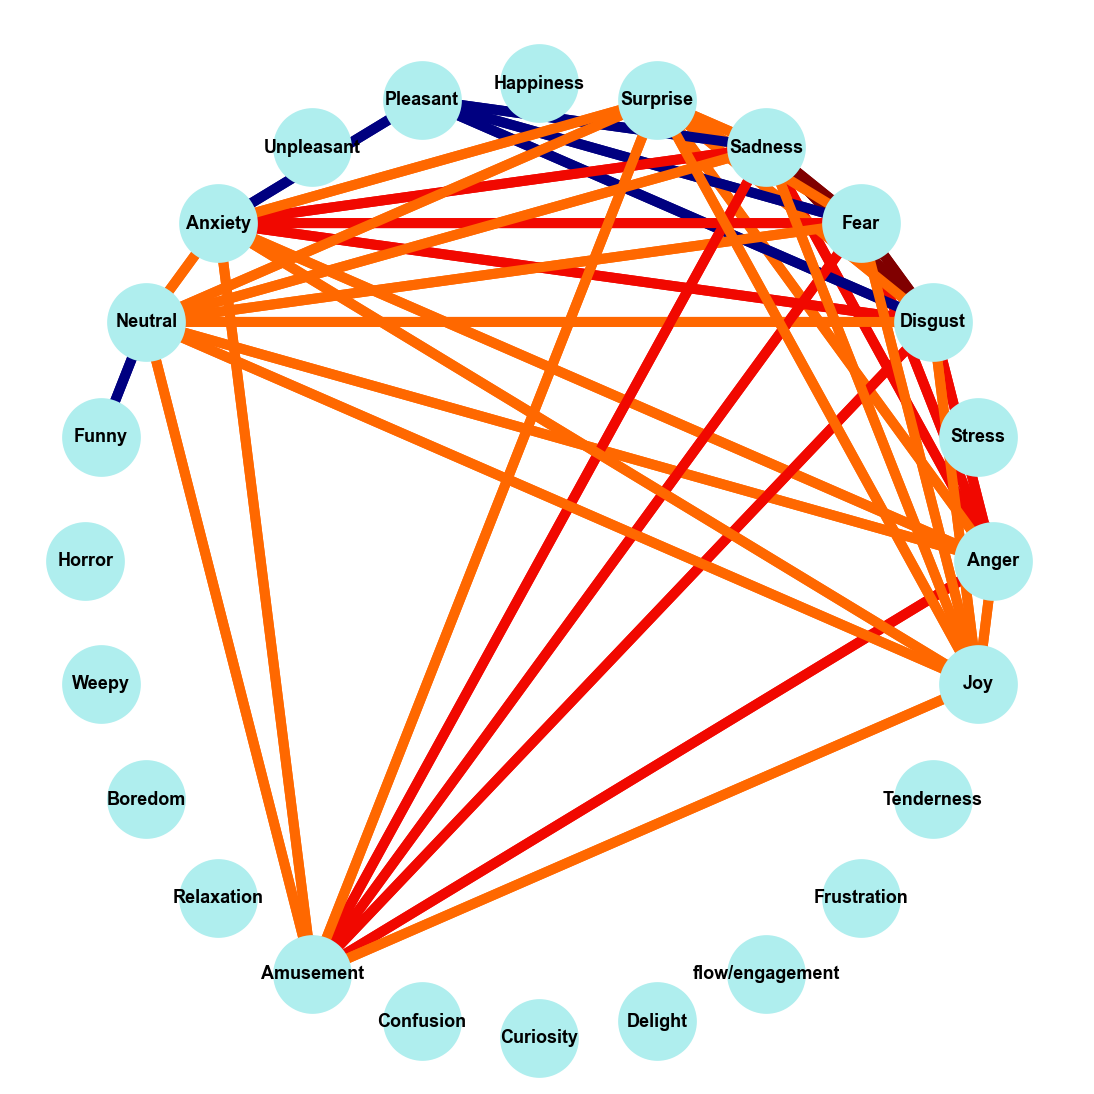 Happiness
Pleasant
Surprise
Unpleasant
Sadness
Anxiety
Fear
Neutral
Disgust
Funny
Stress
Horror
Anger
Weepy
Joy
Boredom
Tenderness
Relaxation
Frustration
Amusement
flow/engagement
Confusion
Delight
Curiosity